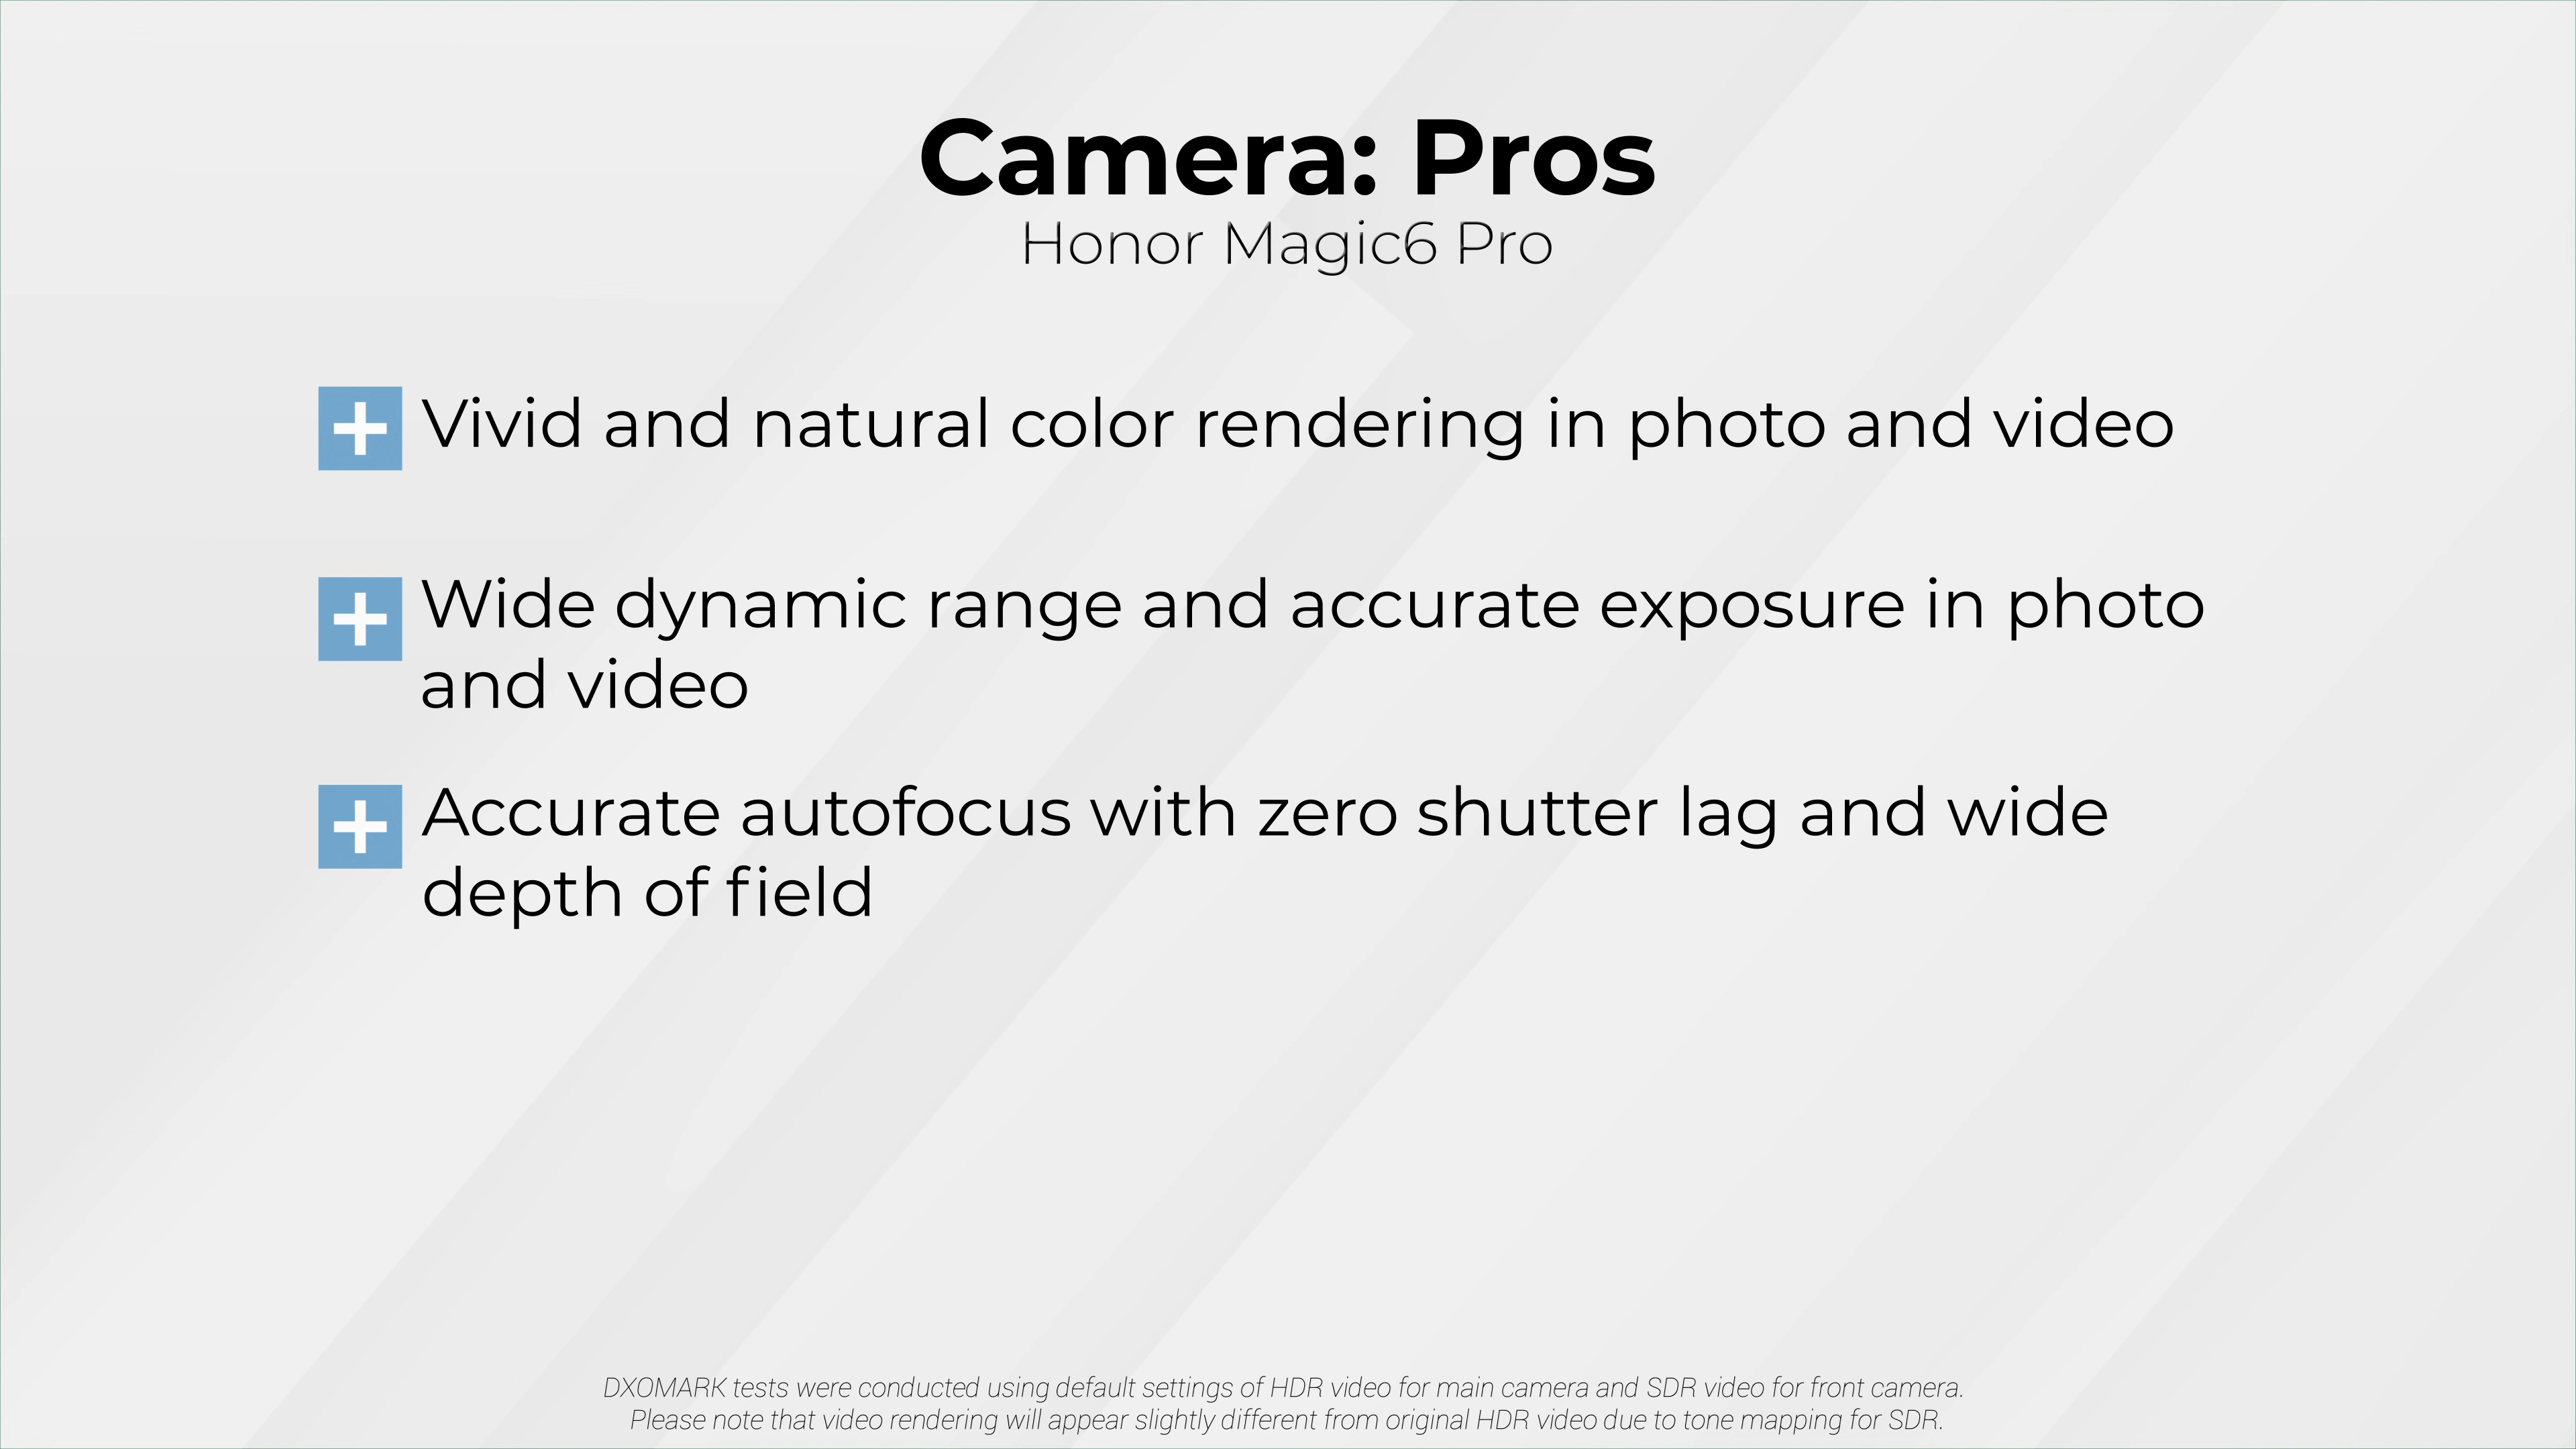 Camera: Pros
Honor Magic6 Pro
Vivid and natural color rendering in photo and video
Wide dynamic range and accurate exposure in photo
and video
Accurate autofocus with zero shutter lag and wide
depth of field
DXOMARK tests were conducted using default settings of HDR video for main camera and SDR video for front camera.
Please note that video rendering will appear slightly different from original HDR video due to tone mapping for SDR.